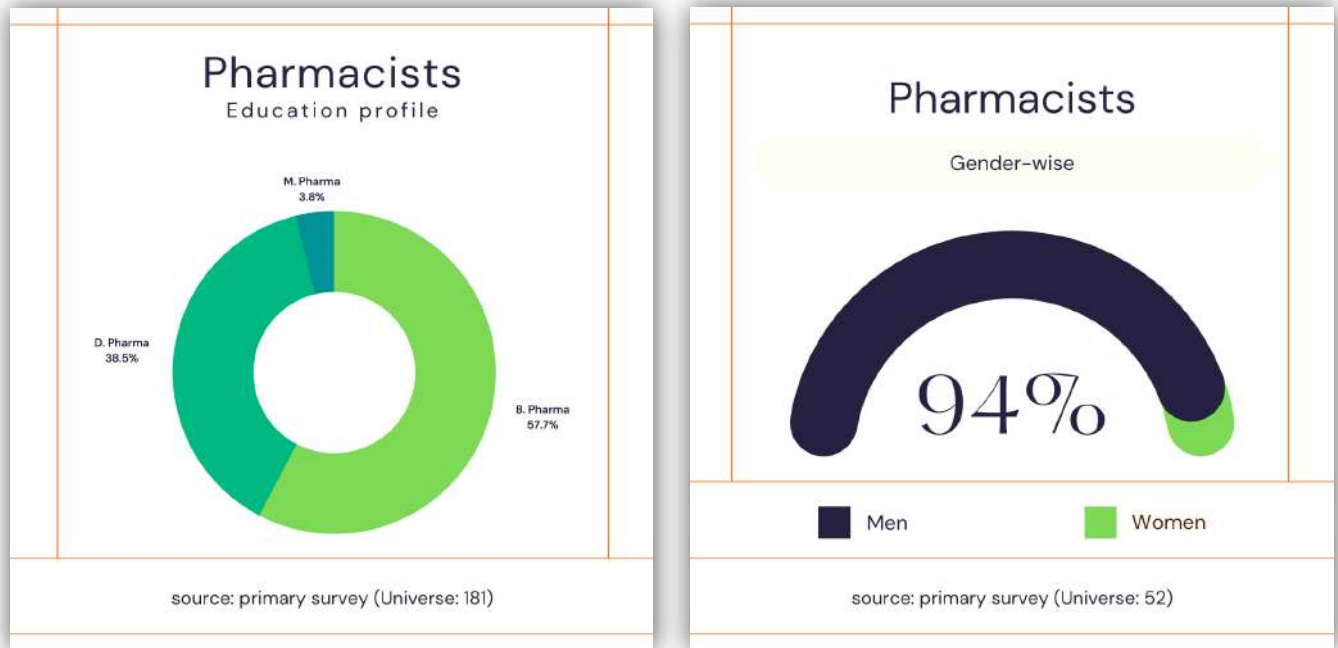 Pharmacists
Education profile
M. Pharma
3.8%
D. Pharma
38.5%
B. Pharma
57.7%
source: primary survey (Universe: 181)
Pharmacists
Gender-wise
94%
Men
Women
source: primary survey (Universe: 52)